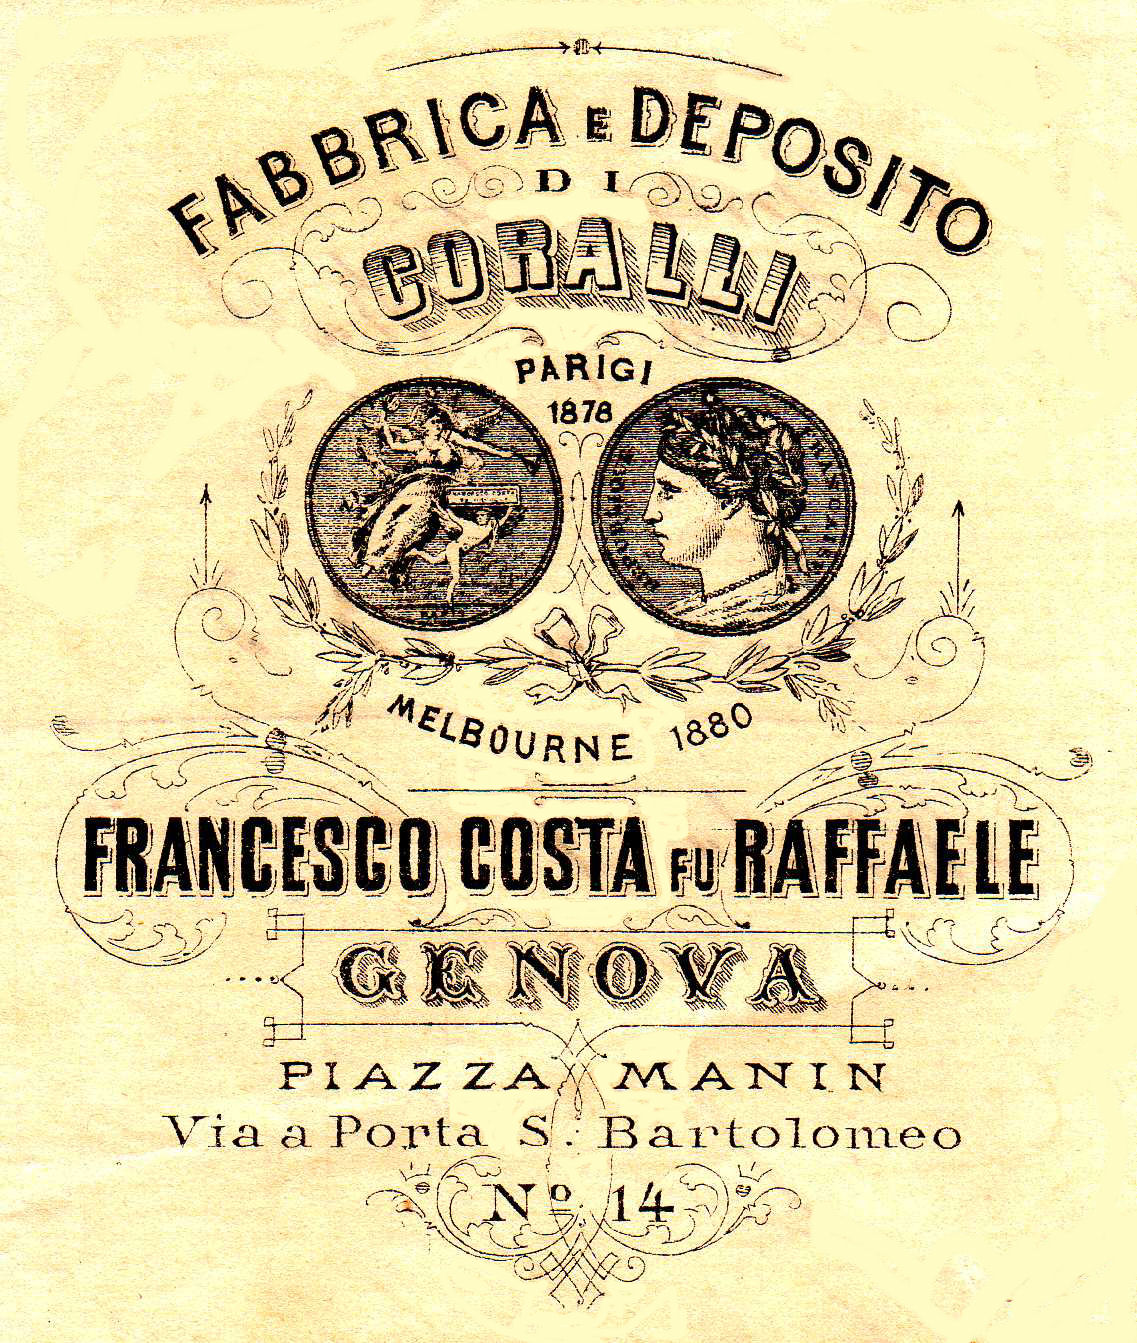 FABBRICA E DEPOSITO
DI
CORALLI
PARIGI
1878
MELBOURNE 1880
FRANCESCO COSTA FU RAFFAELE
GENOVA
PIAZZA MANIN
Via a Porta S. Bartolomeo
Nº 14